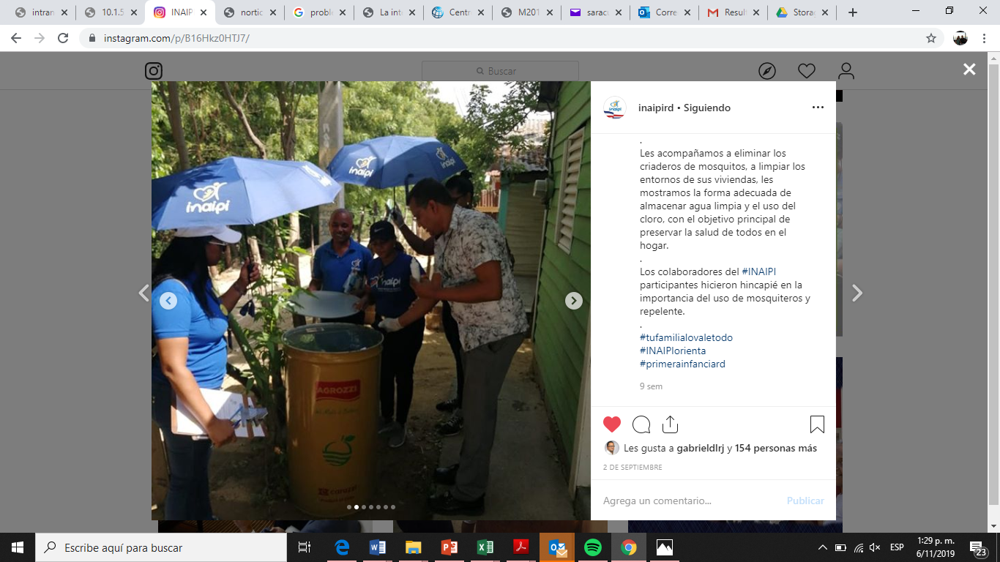 intran
10.1.5
INAIP
nortic
proble
La inte
Centr
M201
saracu
Corre
Result
Stora
instagram.com/p/B16Hkz0HTJ7/
Buscar
inaipird • Siguiendo
.
Les acompañamos a eliminar los
criaderos de mosquitos, a limpiar los
entornos de sus viviendas, les
mostramos la forma adecuada de
almacenar agua limpia y el uso del
cloro, con el objetivo principal de
preservar la salud de todos en el
hogar.
.
Los colaboradores del #INAIPI
participantes hicieron hincapié en la
importancia del uso de mosquiteros y
repelente.
.
#tufamilialovaletodo
#INAIPIorienta
#primerainfanciard
9 sem
Les gusta a gabrieldlrj y 154 personas más
2 DE SEPTIEMBRE
Agrega un comentario... Publicar
inaipi
inaipi
inaipi
AGROZZI
Escribe aquí para buscar
ESP
1:29 p. m.
6/11/2019
23